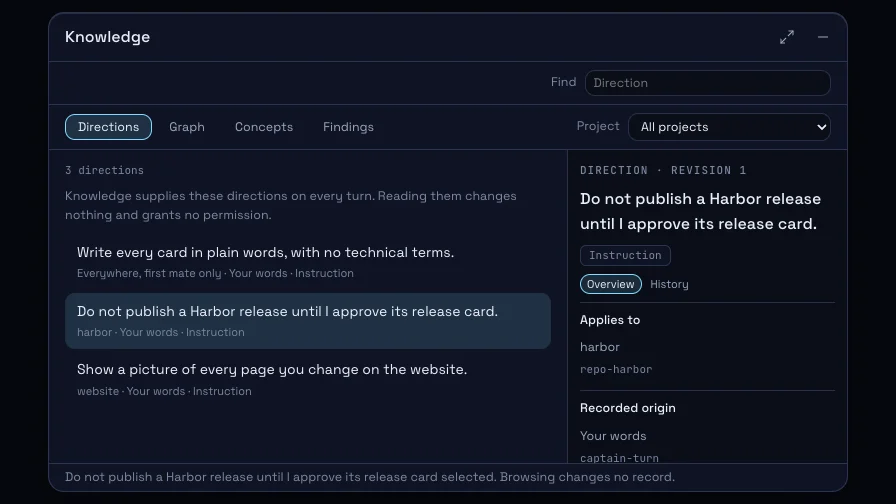 Knowledge
Find
Direction
Directions
Graph
Concepts
Findings
Project
All projects
3 directions
Knowledge supplies these directions on every turn. Reading them changes
nothing and grants no permission.
Write every card in plain words, with no technical terms.
Everywhere, first mate only · Your words · Instruction
Do not publish a Harbor release until I approve its release card.
harbor · Your words · Instruction
Show a picture of every page you change on the website.
website · Your words · Instruction
DIRECTION · REVISION 1
Do not publish a Harbor release
until I approve its release card.
Instruction
Overview
History
Applies to
harbor
repo-harbor
Recorded origin
Your words
captain-turn
Do not publish a Harbor release until I approve its release card selected. Browsing changes no record.